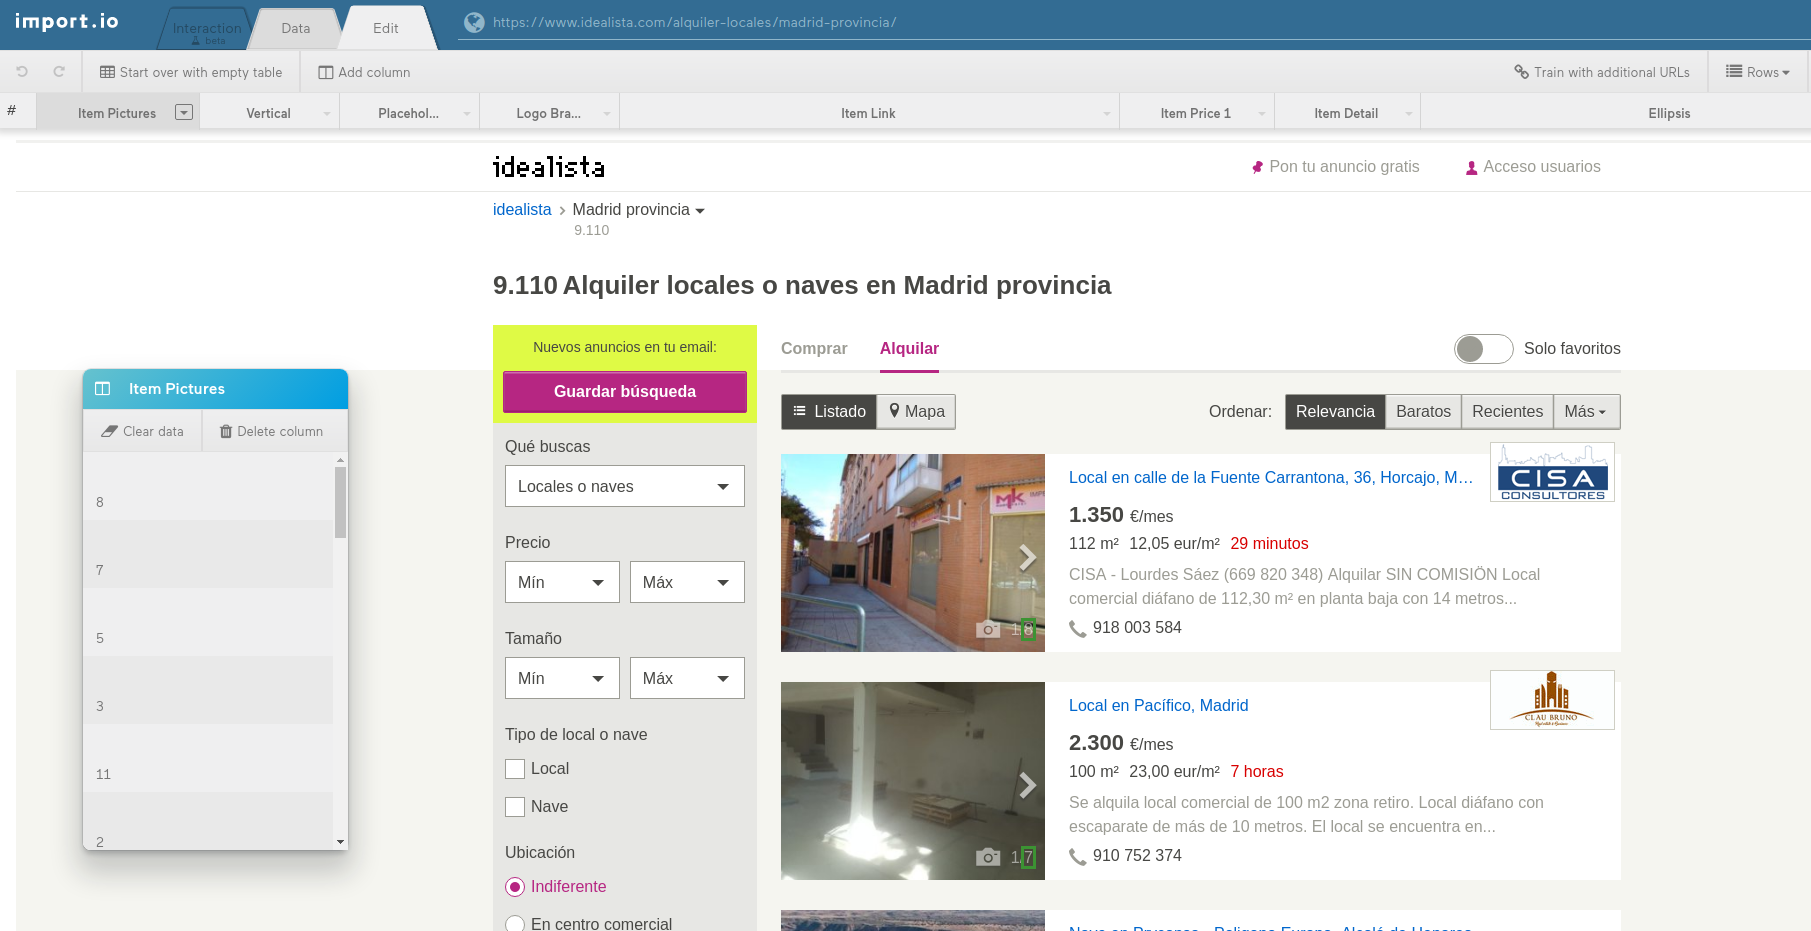 import.io
Interaction
beta
Data
Edit
https://www.idealista.com/alquiler-locales/madrid-provincia/
Start over with empty table
Add column
Train with additional URLs
Rows
#
Item Pictures
Vertical
Placehol...
Logo Bra...
Item Link
Item Price 1
Item Detail
Ellipsis
idealista
Pon tu anuncio gratis
Acceso usuarios
idealista
Madrid provincia
9.110
9.110 Alquiler locales o naves en Madrid provincia
Item Pictures
Clear data
Delete column
8
7
5
3
11
2
Nuevos anuncios en tu email:
Guardar búsqueda
Qué buscas
Locales o naves
Precio
Mín
Máx
Tamaño
Mín
Máx
Tipo de local o nave
Local
Nave
Ubicación
Indiferente
En centro comercial
Comprar
Alquilar
Solo favoritos
Listado
Mapa
Ordenar:
Relevancia
Baratos
Recientes
Más
mk
1/8
Local en calle de la Fuente Carrantona, 36, Horcajo, M…
CISA
CONSULTORES
1.350 €/mes
112 m² 12,05 eur/m² 29 minutos
CISA - Lourdes Sáez (669 820 348) Alquilar SIN COMISIÖN Local
comercial diáfano de 112,30 m² en planta baja con 14 metros...
918 003 584
1/7
Local en Pacífico, Madrid
CLAU BRUNO
2.300 €/mes
100 m² 23,00 eur/m² 7 horas
Se alquila local comercial de 100 m2 zona retiro. Local diáfano con
escaparate de más de 10 metros. El local se encuentra en...
910 752 374